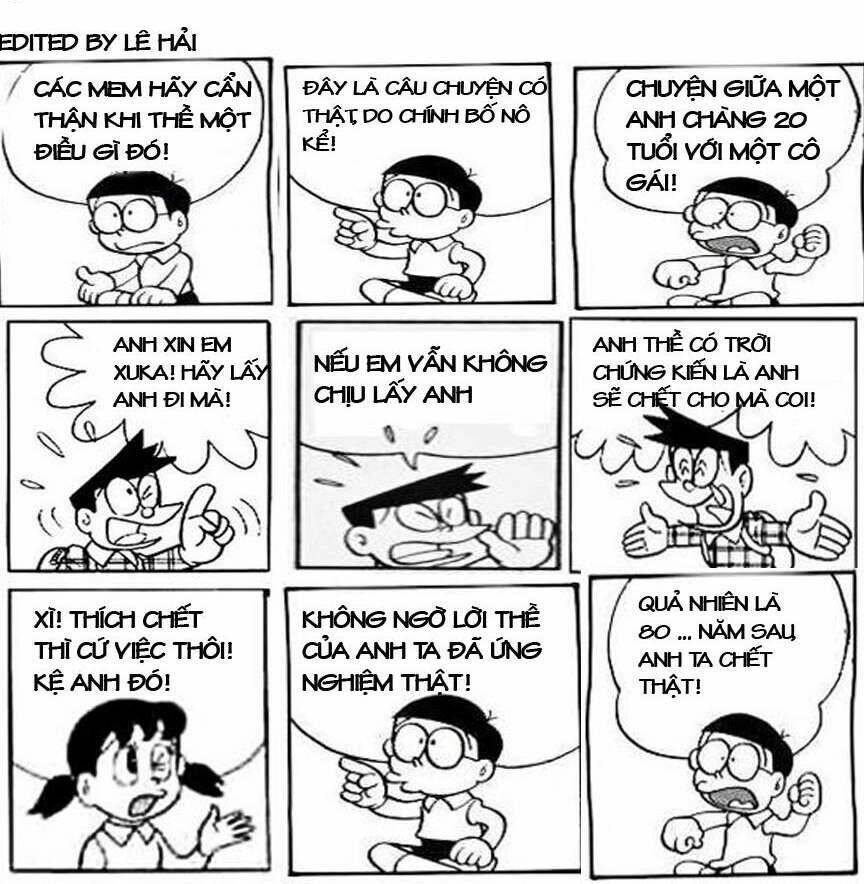 EDITED BY LÊ HẢI
CÁC MEM HÃY CẨN
THẬN KHI THỀ MỘT
ĐIỀU GÌ ĐÓ!
ĐÂY LÀ CÂU CHUYỆN CÓ
THẬT, DO CHÍNH BỐ NÔ
KỂ!
CHUYỆN GIỮA MỘT
ANH CHÀNG 20
TUỔI VỚI MỘT CÔ
GÁI!
ANH XIN EM
XUKA! HÃY LẤY
ANH ĐI MÀ!
NẾU EM VẪN KHÔNG
CHỊU LẤY ANH
ANH THỀ CÓ TRỜI
CHỨNG KIẾN LÀ ANH
SẼ CHẾT CHO MÀ COI!
XÌ! THÍCH CHẾT
THÌ CỨ VIỆC THÔI!
KỆ ANH ĐÓ!
KHÔNG NGỜ LỜI THỀ
CỦA ANH TA ĐÃ ỨNG
NGHIỆM THẬT!
QUẢ NHIÊN LÀ
80 ... NĂM SAU,
ANH TA CHẾT
THẬT!